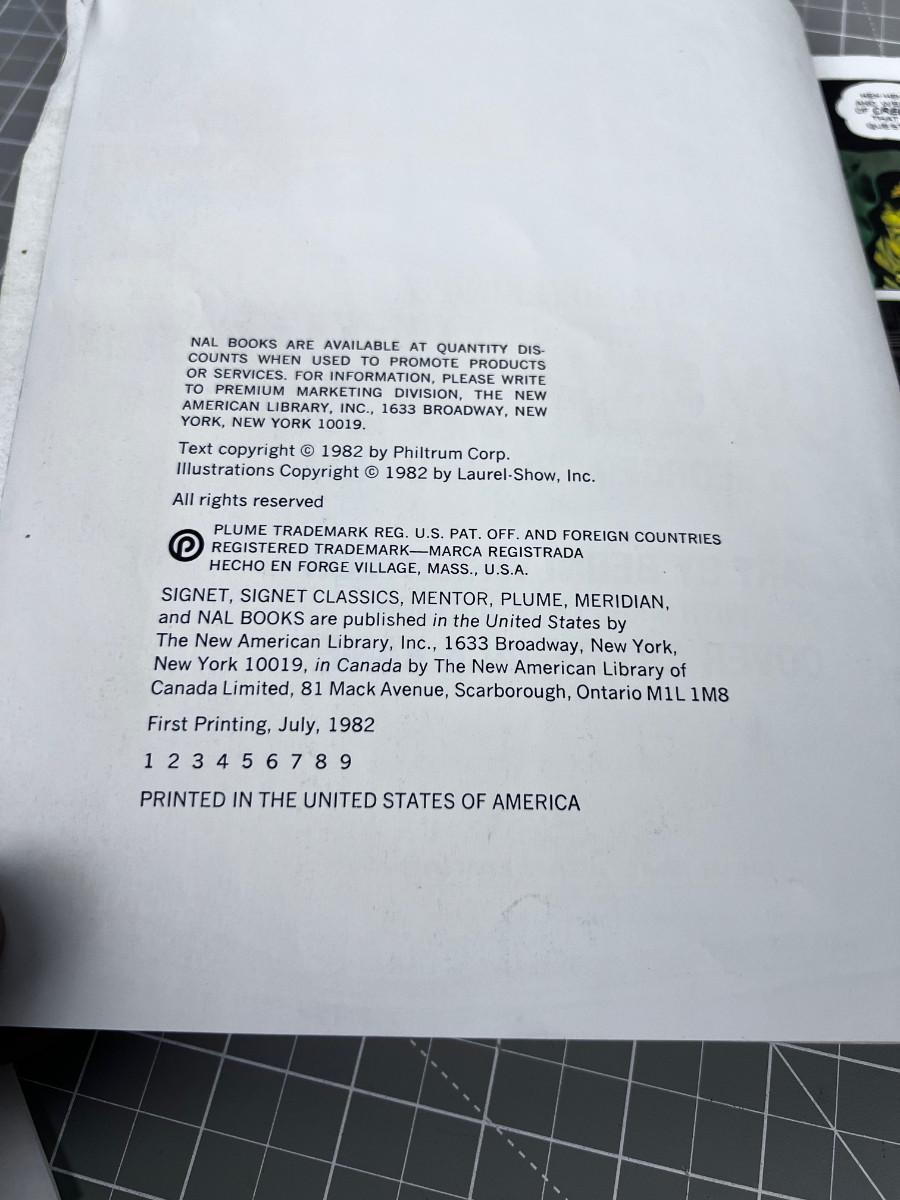 NAL BOOKS ARE AVAILABLE AT QUANTITY DIS-
COUNTS WHEN USED TO PROMOTE PRODUCTS
OR SERVICES. FOR INFORMATION, PLEASE WRITE
TO PREMIUM MARKETING DIVISION, THE NEW
AMERICAN LIBRARY, INC., 1633 BROADWAY, NEW
YORK, NEW YORK 10019.
Text copyright © 1982 by Philtrum Corp.
Illustrations Copyright © 1982 by Laurel-Show, Inc.
All rights reserved
PLUME TRADEMARK REG. U.S. PAT. OFF. AND FOREIGN COUNTRIES
REGISTERED TRADEMARK—MARCA REGISTRADA
HECHO EN FORGE VILLAGE, MASS., U.S.A.
SIGNET, SIGNET CLASSICS, MENTOR, PLUME, MERIDIAN,
and NAL BOOKS are published in the United States by
The New American Library, Inc., 1633 Broadway, New York,
New York 10019, in Canada by The New American Library of
Canada Limited, 81 Mack Avenue, Scarborough, Ontario M1L 1M8
First Printing, July, 1982
1 2 3 4 5 6 7 8 9
PRINTED IN THE UNITED STATES OF AMERICA